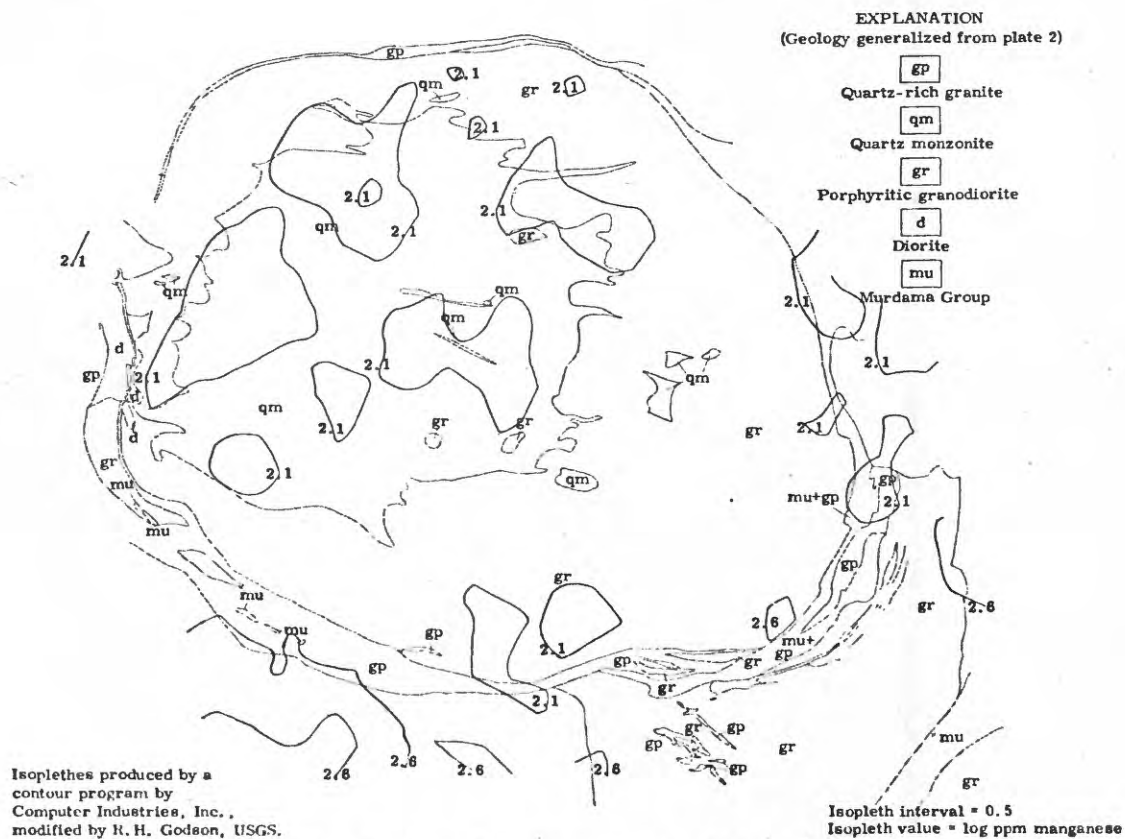 EXPLANATION
(Geology generalized from plate 2)
gp
Quartz-rich granite
qm
Quartz monzonite
gr
Porphyritic granodiorite
d
Diorite
mu
Murdama Group
gp
qm
2.1
gr
2.1
2.1
2.1
2.1
qm
2.1
gr
2.1
qm
qm
qm
2.1
2.1
d
gp
2.1
2.1
qm
d
qm
gr
gr
2.1
gr
2.1
d
gr
2.1
qm
gp
mu
mu+gp
2.1
mu
gp
gr
mu
gr
2.6
2.6
mu
gp
2.1
mu+
gp
gp
gp
gr
gr
2.1
gr
gp
mu
gp
gr
gp
gr
2.6
2.6
2.6
2.6
Isoplethes produced by a
contour program by
Computer Industries, Inc.,
modified by R. H. Godson, USGS.
Isopleth interval = 0.5
Isopleth value = log ppm manganese